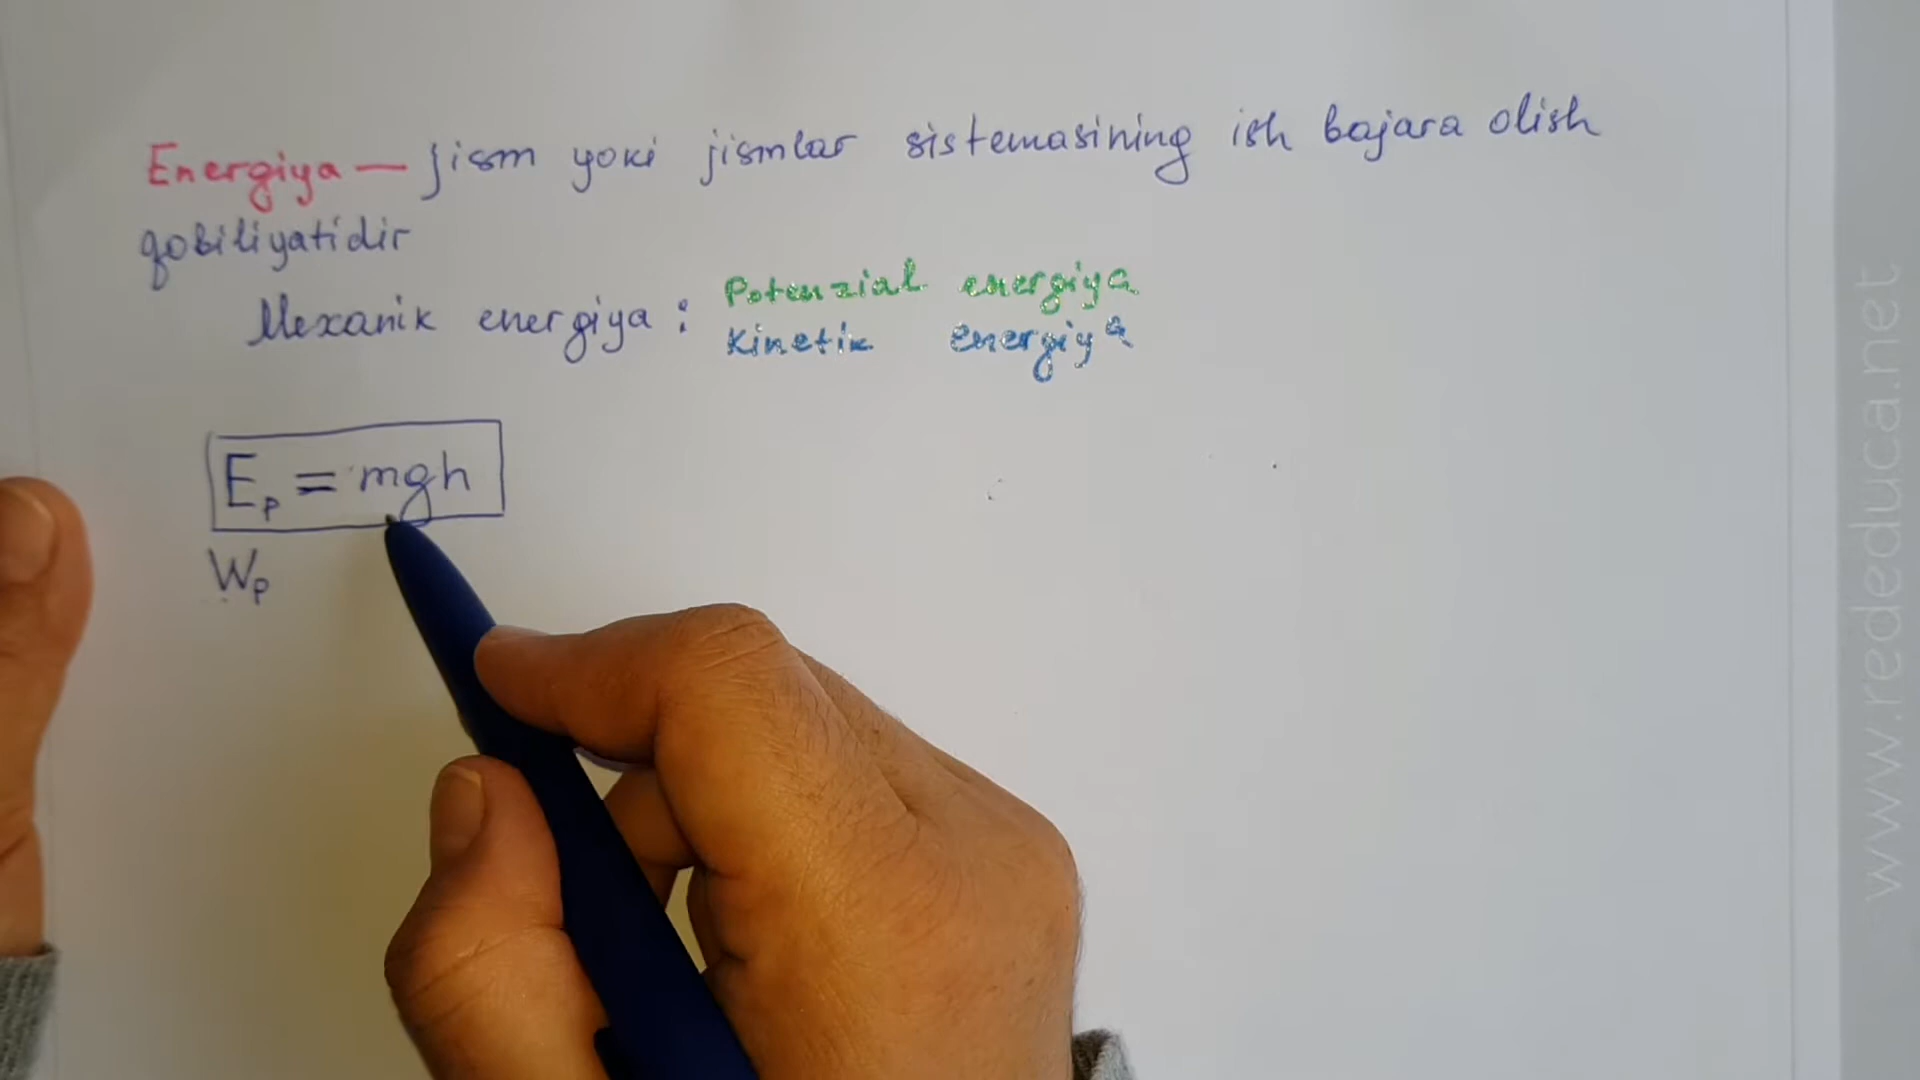 Energiya — jism yoki jismlar sistemasining ish bajara olish
qobiliyatidir
Mexanik energiya : Potenzial energiya
Kinetik energiya
Ep = mgh
Wp
www.rededuca.net